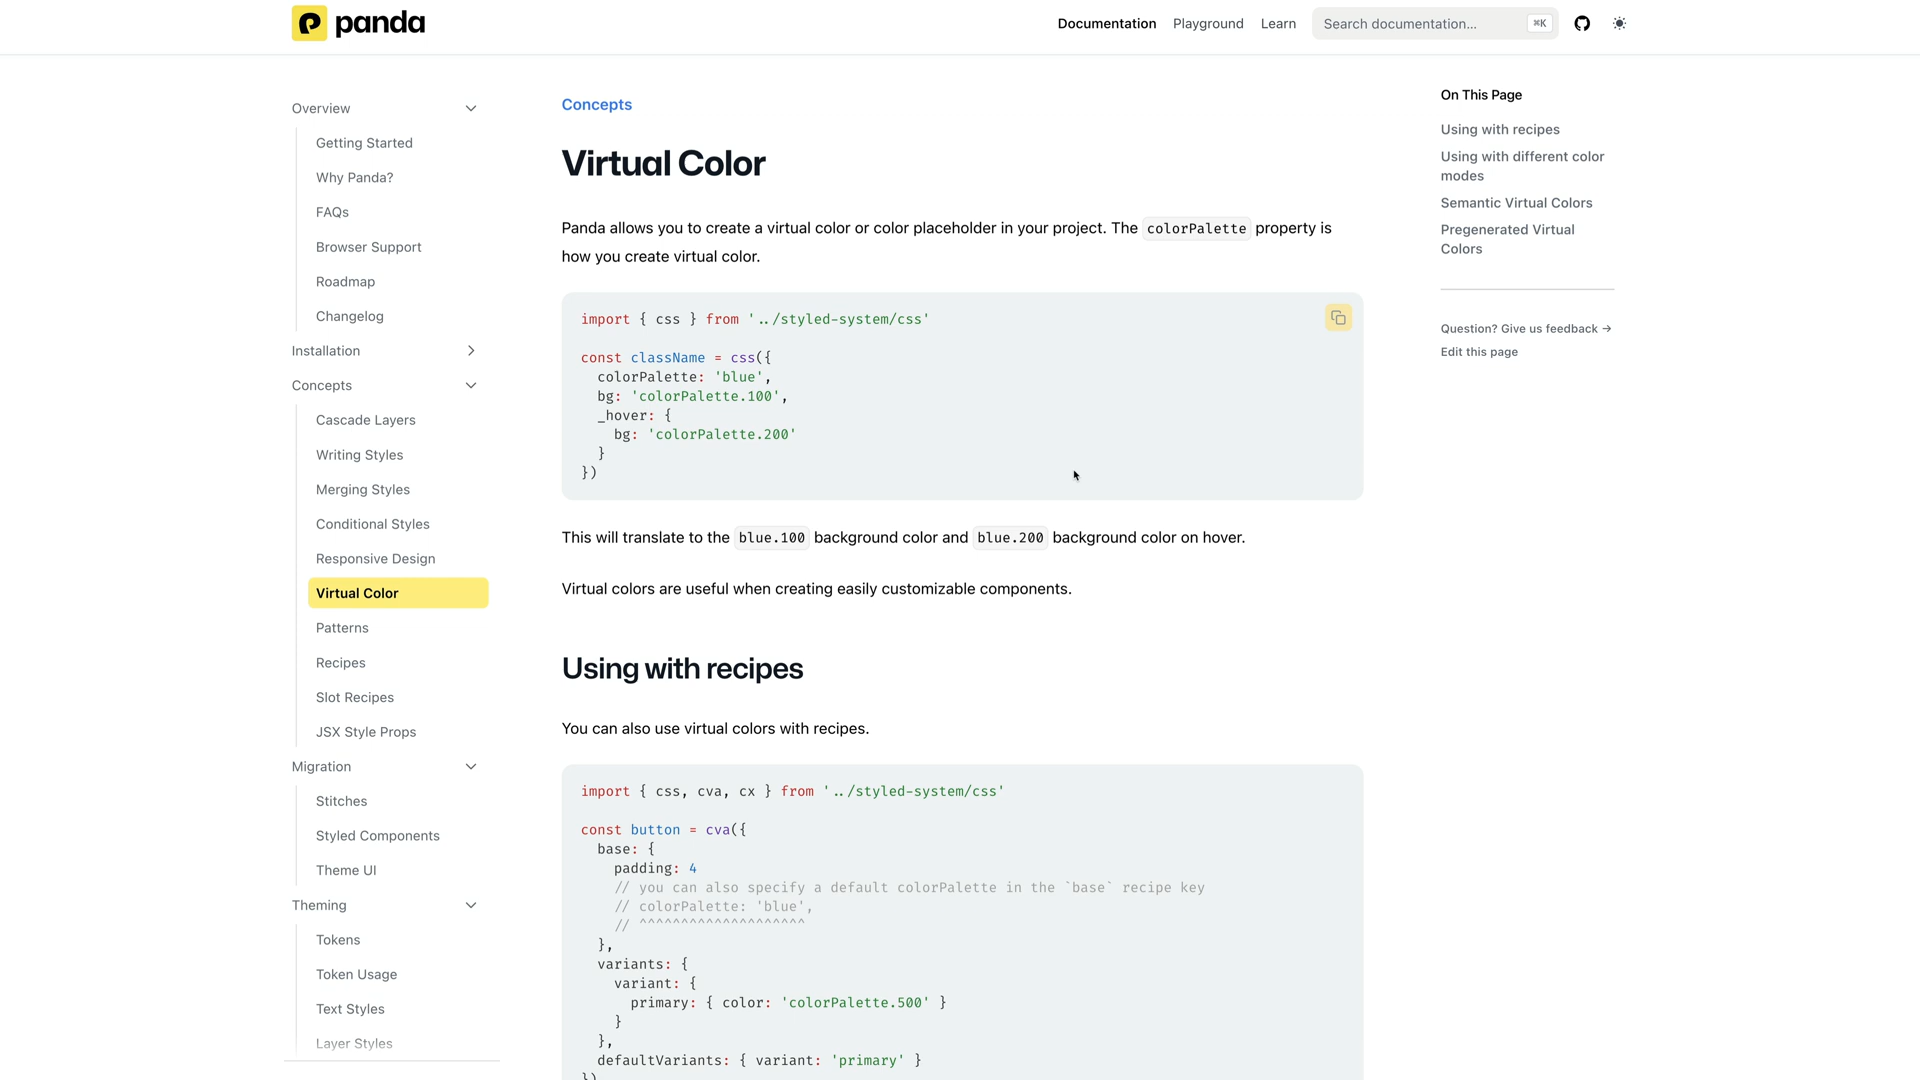 panda
Documentation
Playground
Learn
Search documentation...
⌘K
Overview
Getting Started
Why Panda?
FAQs
Browser Support
Roadmap
Changelog
Installation
Concepts
Cascade Layers
Writing Styles
Merging Styles
Conditional Styles
Responsive Design
Virtual Color
Patterns
Recipes
Slot Recipes
JSX Style Props
Migration
Stitches
Styled Components
Theme UI
Theming
Tokens
Token Usage
Text Styles
Layer Styles
Concepts
Virtual Color
Panda allows you to create a virtual color or color placeholder in your project. The colorPalette property is
how you create virtual color.
import { css } from '../styled-system/css'
const className = css({
  colorPalette: 'blue',
  bg: 'colorPalette.100',
  _hover: {
    bg: 'colorPalette.200'
  }
})
This will translate to the blue.100 background color and blue.200 background color on hover.
Virtual colors are useful when creating easily customizable components.
Using with recipes
You can also use virtual colors with recipes.
import { css, cva, cx } from '../styled-system/css'
const button = cva({
  base: {
    padding: 4
    // you can also specify a default colorPalette in the `base` recipe key
    // colorPalette: 'blue',
    // ^^^^^^^^^^^^^^^^^^^^
  },
  variants: {
    variant: {
      primary: { color: 'colorPalette.500' }
    }
  },
  defaultVariants: { variant: 'primary' }
})
On This Page
Using with recipes
Using with different color
modes
Semantic Virtual Colors
Pregenerated Virtual
Colors
Question? Give us feedback →
Edit this page